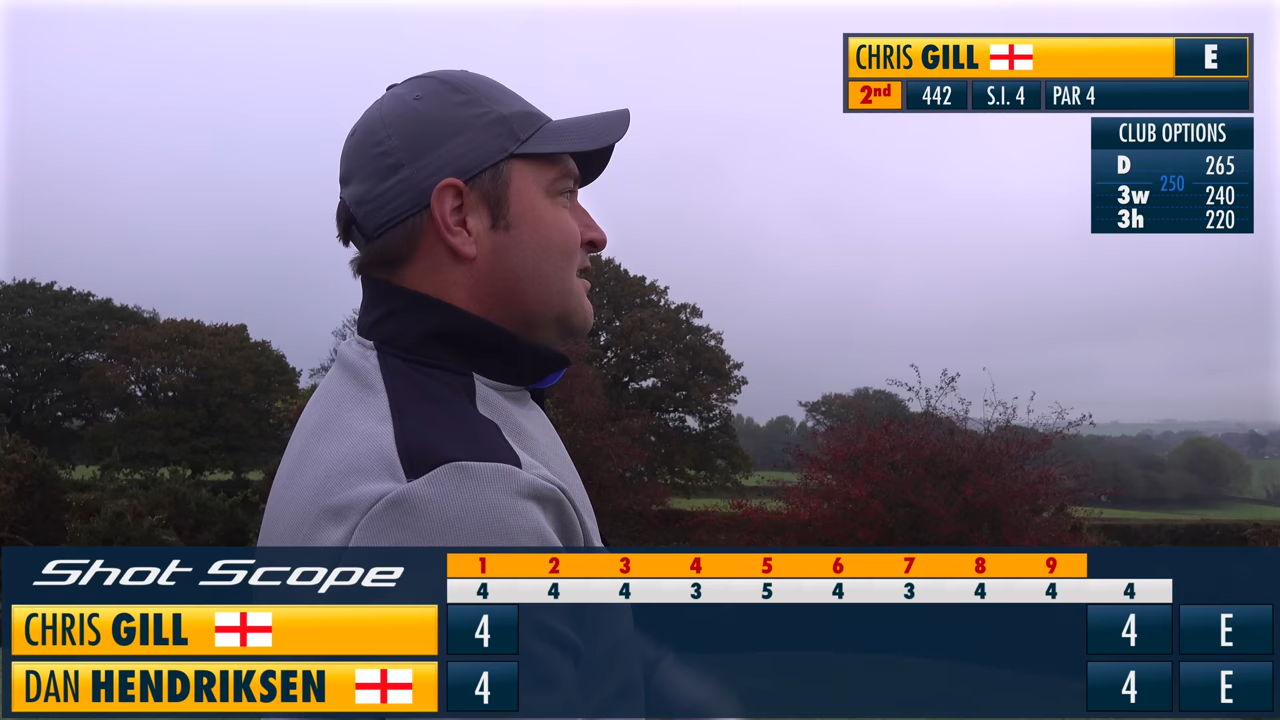 CHRIS GILL E
2nd 442 S.I. 4 PAR 4
CLUB OPTIONS
D 265
250
3w 240
3h 220
Shot Scope 1 2 3 4 5 6 7 8 9
4 4 4 3 5 4 3 4 4 4
CHRIS GILL 4 4 E
DAN HENDRIKSEN 4 4 E